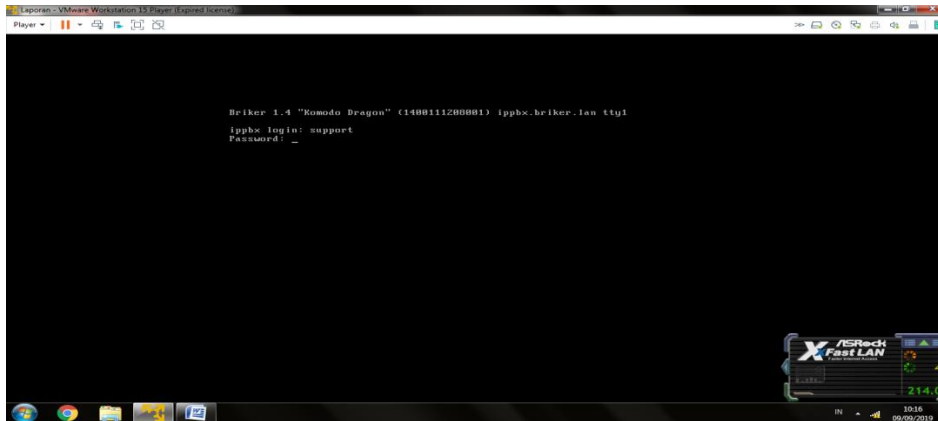 Laporan - VMware Workstation 15 Player (Expired license)
Player
Briker 1.4 "Komodo Dragon" (1400111208001) ippbx.briker.lan tty1
ippbx login: support
Password: _
ASRock
XFast LAN
Faster Internet Access
214.0
IN
10:16
09/09/2019